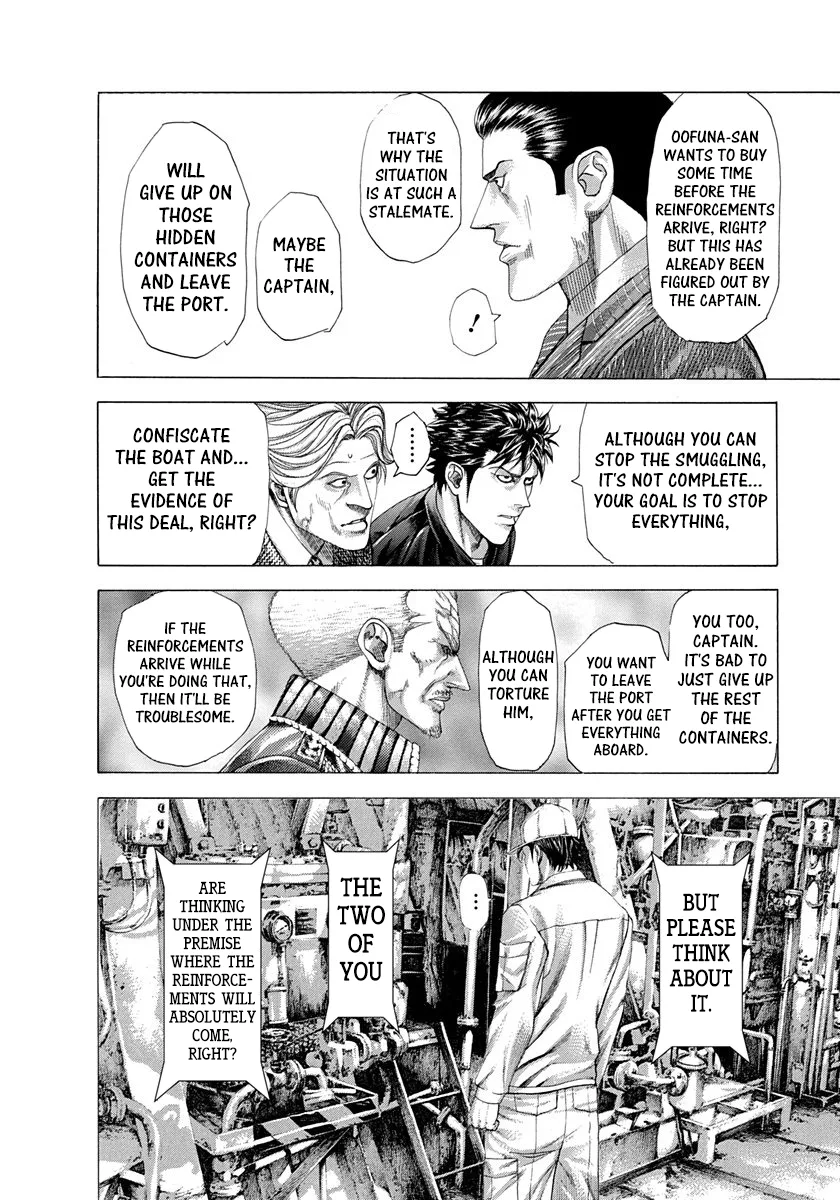 OOFUNA-SAN
WANTS TO BUY
SOME TIME
BEFORE THE
REINFORCEMENTS
ARRIVE, RIGHT?
BUT THIS HAS
ALREADY BEEN
FIGURED OUT BY
THE CAPTAIN.
THAT'S
WHY THE
SITUATION
IS AT SUCH A
STALEMATE.
!
MAYBE
THE
CAPTAIN,
WILL
GIVE UP ON
THOSE
HIDDEN
CONTAINERS
AND LEAVE
THE PORT.
ALTHOUGH YOU CAN
STOP THE SMUGGLING,
IT'S NOT COMPLETE...
YOUR GOAL IS TO STOP
EVERYTHING,
......
CONFISCATE
THE BOAT AND...
GET THE
EVIDENCE OF
THIS DEAL, RIGHT?
YOU TOO,
CAPTAIN.
IT'S BAD TO
JUST GIVE UP
THE REST
OF THE
CONTAINERS.
YOU WANT
TO LEAVE
THE PORT
AFTER YOU GET
EVERYTHING
ABOARD.
ALTHOUGH
YOU CAN
TORTURE
HIM,
IF THE
REINFORCEMENTS
ARRIVE WHILE
YOU'RE DOING THAT,
THEN IT'LL BE
TROUBLESOME.
BUT
PLEASE
THINK
ABOUT
IT.
...
THE
TWO
OF
YOU
ARE
THINKING
UNDER THE
PREMISE
WHERE THE
REINFORCE-
MENTS WILL
ABSOLUTELY
COME,
RIGHT?